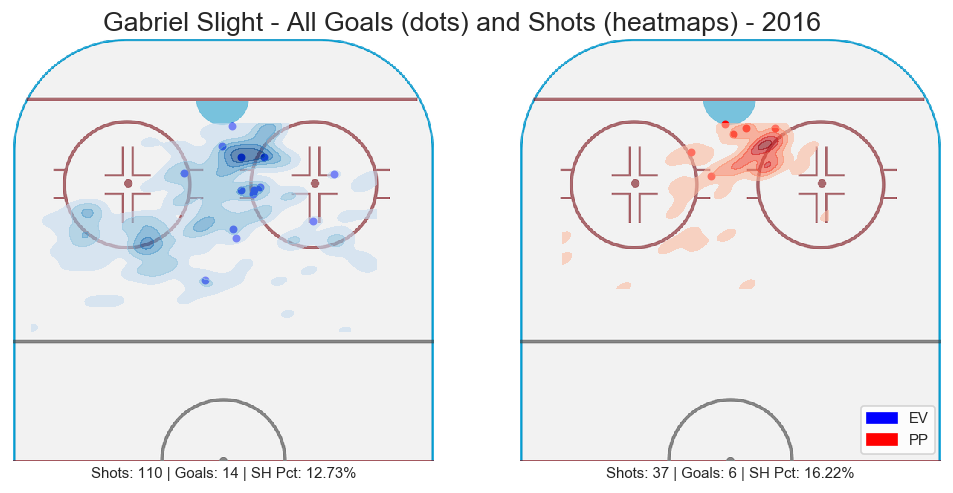 Gabriel Slight - All Goals (dots) and Shots (heatmaps) - 2016
EV
PP
Shots: 110 | Goals: 14 | SH Pct: 12.73%
Shots: 37 | Goals: 6 | SH Pct: 16.22%